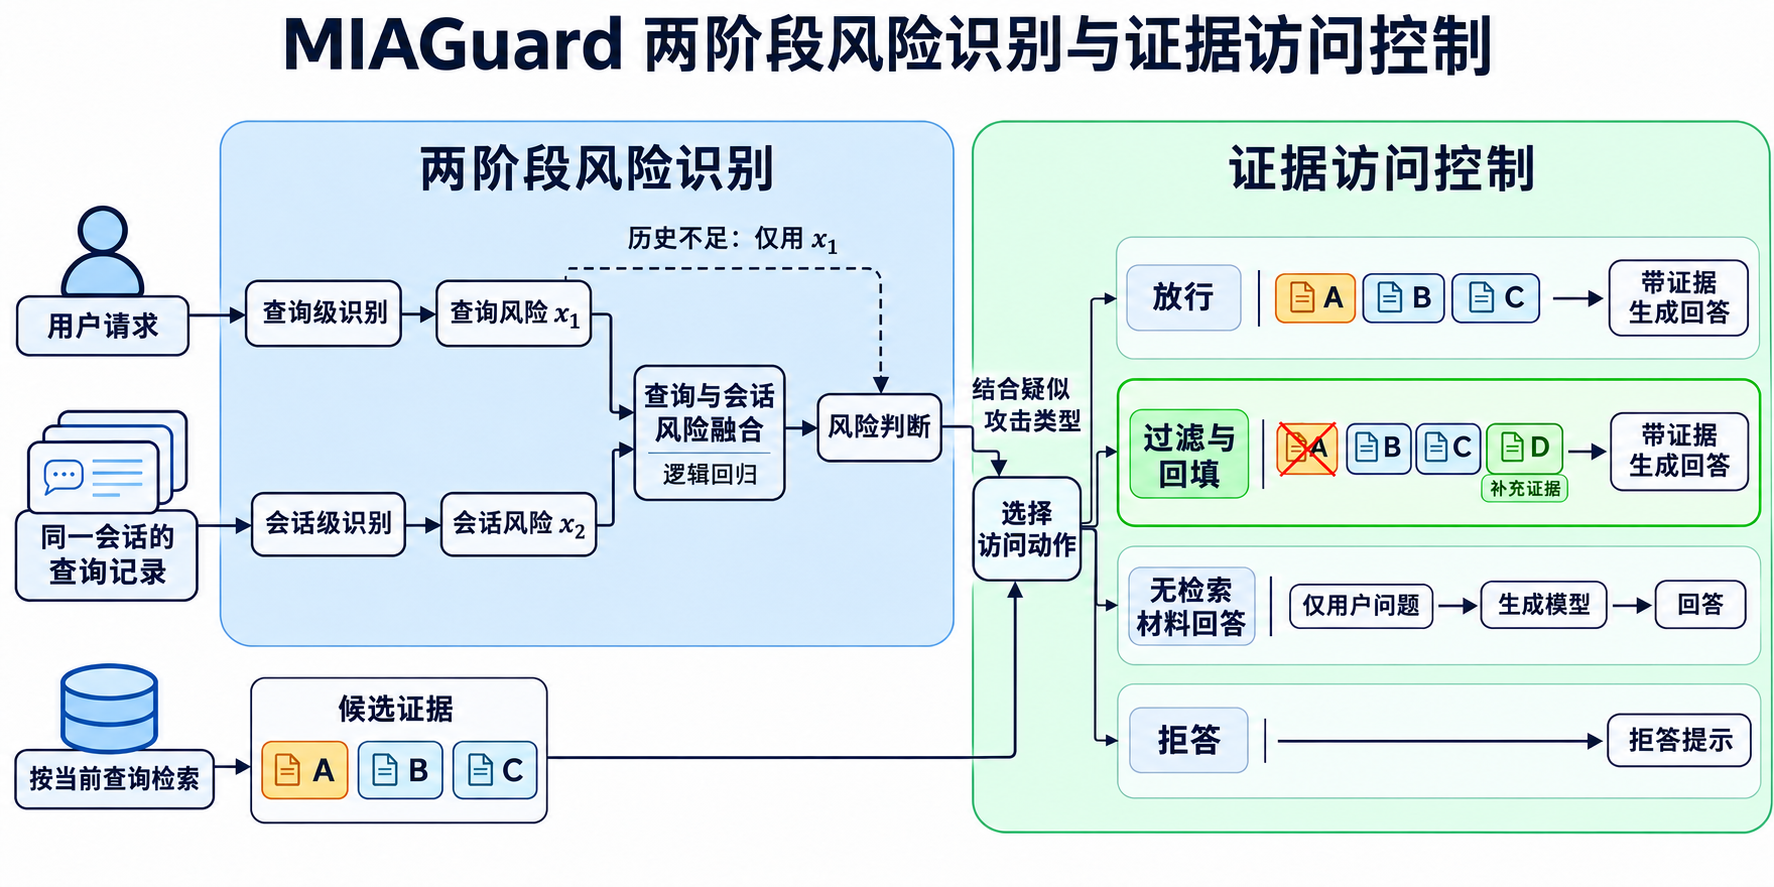 MIAGuard 两阶段风险识别与证据访问控制
两阶段风险识别
历史不足：仅用 x₁
用户请求
查询级识别
查询风险 x₁
同一会话的
查询记录
会话级识别
会话风险 x₂
查询与会话
风险融合
逻辑回归
风险判断
按当前查询检索
候选证据
A
B
C
证据访问控制
结合疑似
攻击类型
选择
访问动作
放行
A
B
C
带证据
生成回答
过滤与
回填
A
B
C
D
补充证据
带证据
生成回答
无检索
材料回答
仅用户问题
生成模型
回答
拒答
拒答提示